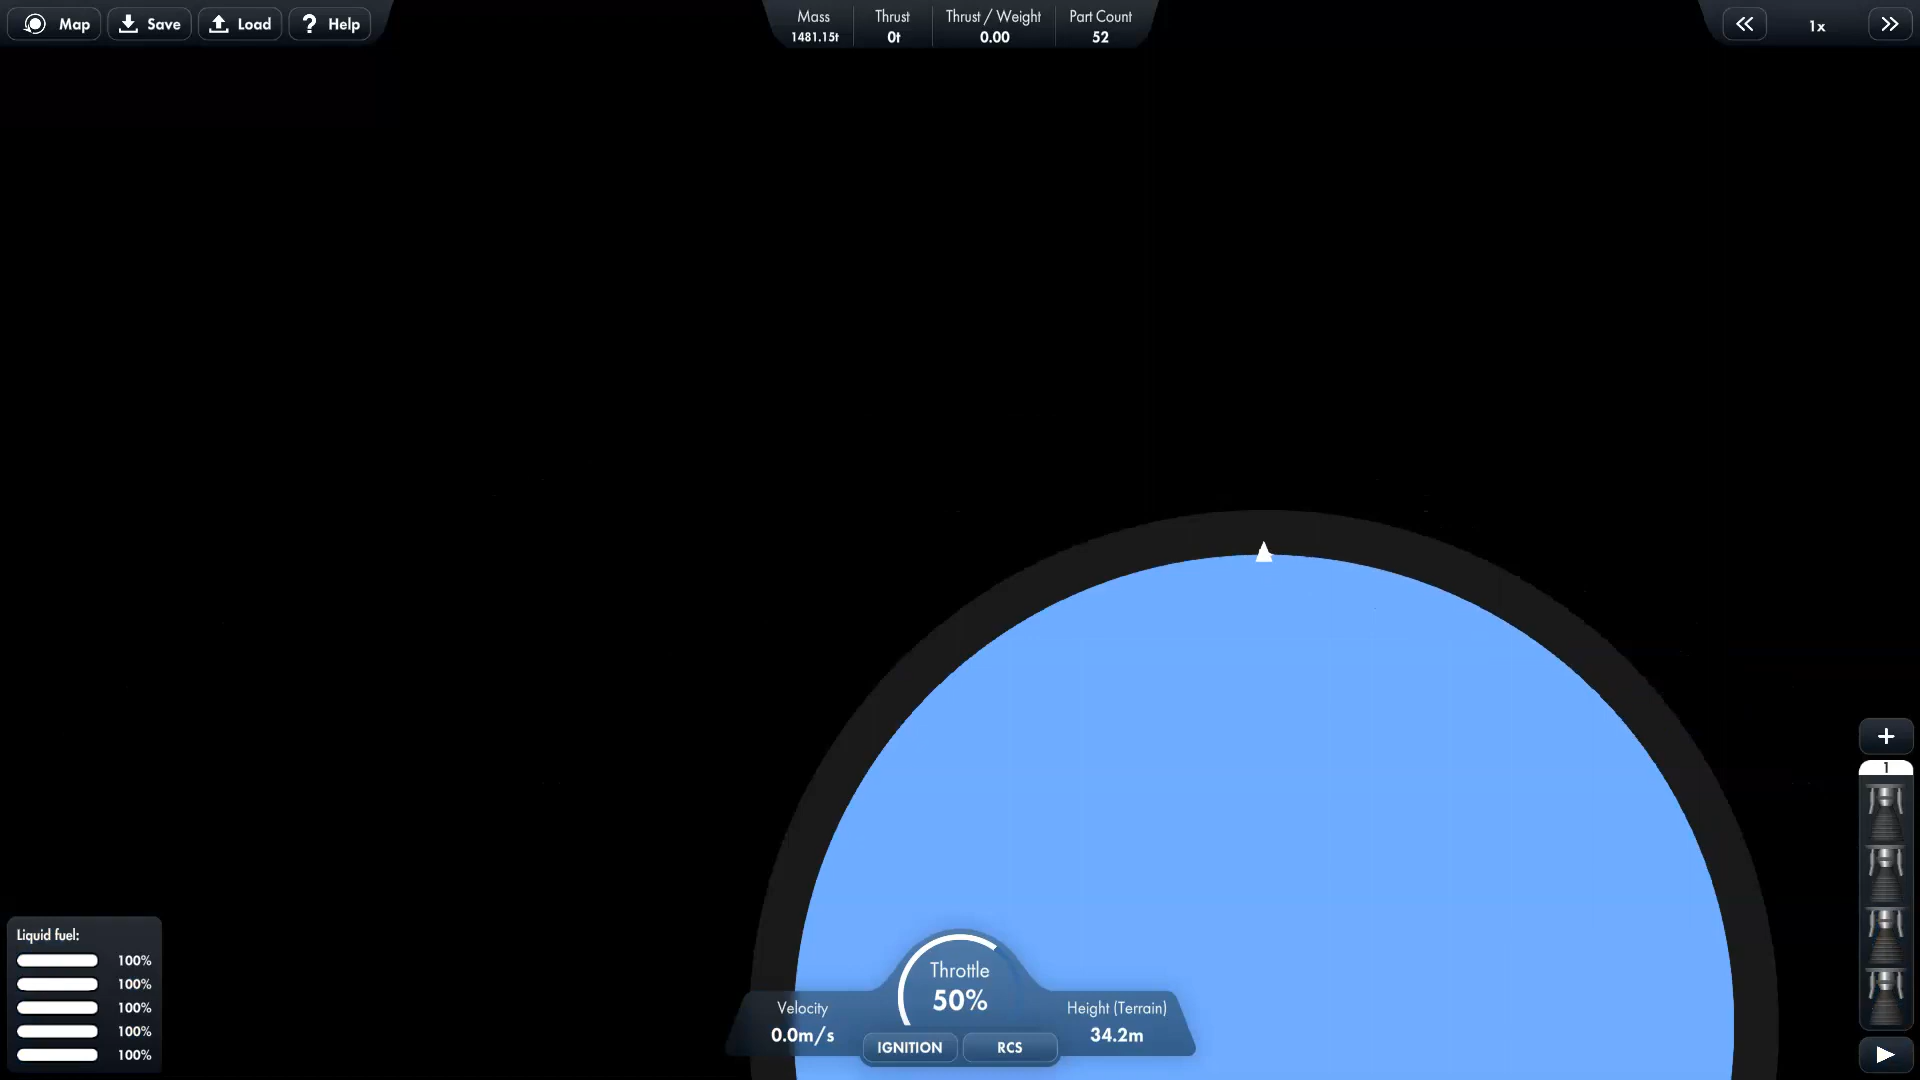 Map
Save
Load
Help
Mass
1481.15t
Thrust
0t
Thrust / Weight
0.00
Part Count
52
1x
1
Liquid fuel:
100%
100%
100%
100%
100%
Throttle
50%
Velocity
0.0m/s
IGNITION
RCS
Height (Terrain)
34.2m